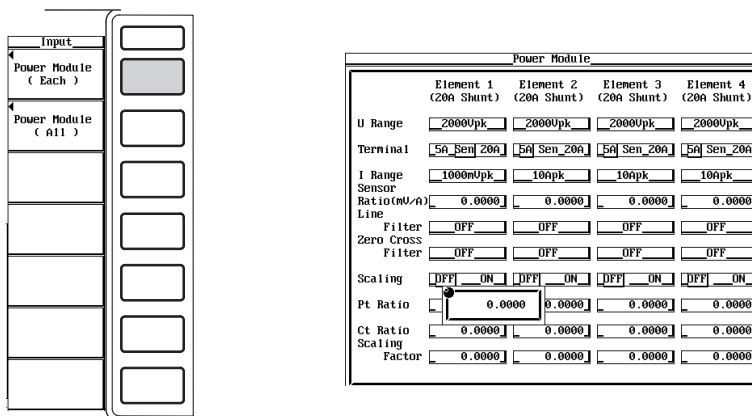 Input
Power Module
( Each )
Power Module
( All )
Power Module
Element 1 Element 2 Element 3 Element 4
(20A Shunt) (20A Shunt) (20A Shunt) (20A Shunt)
U Range 2000Vpk 2000Vpk 2000Vpk 2000Vpk
Terminal 5A Sen 20A 5A Sen 20A 5A Sen 20A 5A Sen 20A
I Range 1000mVpk 10Apk 10Apk 10Apk
Sensor
Ratio(mV/A) 0.0000 0.0000 0.0000 0.0000
Line
Filter OFF OFF OFF OFF
Zero Cross
Filter OFF OFF OFF OFF
Scaling OFF ON OFF ON OFF ON OFF ON
Pt Ratio 0.0000 0.0000 0.0000 0.0000
Ct Ratio 0.0000 0.0000 0.0000 0.0000
Scaling
Factor 0.0000 0.0000 0.0000 0.0000